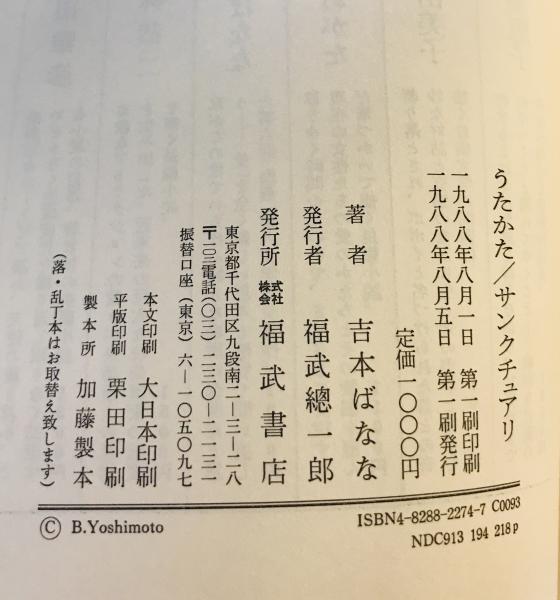 うたかた／サンクチュアリ
一九八八年八月一日　第一刷印刷
一九八八年八月五日　第一刷発行
定価一〇〇〇円
著者　吉本ばなな
発行者　福武總一郎
発行所　株式会社　福武書店
東京都千代田区九段南二―三―二八
〒一〇二電話(〇三)二三〇―二一三一
振替口座(東京)六―一〇五〇九七
本文印刷　大日本印刷
平版印刷　栗田印刷
製本所　加藤製本
(落・乱丁本はお取替え致します)
© B.Yoshimoto
ISBN4-8288-2274-7 C0093
NDC913 194 218p